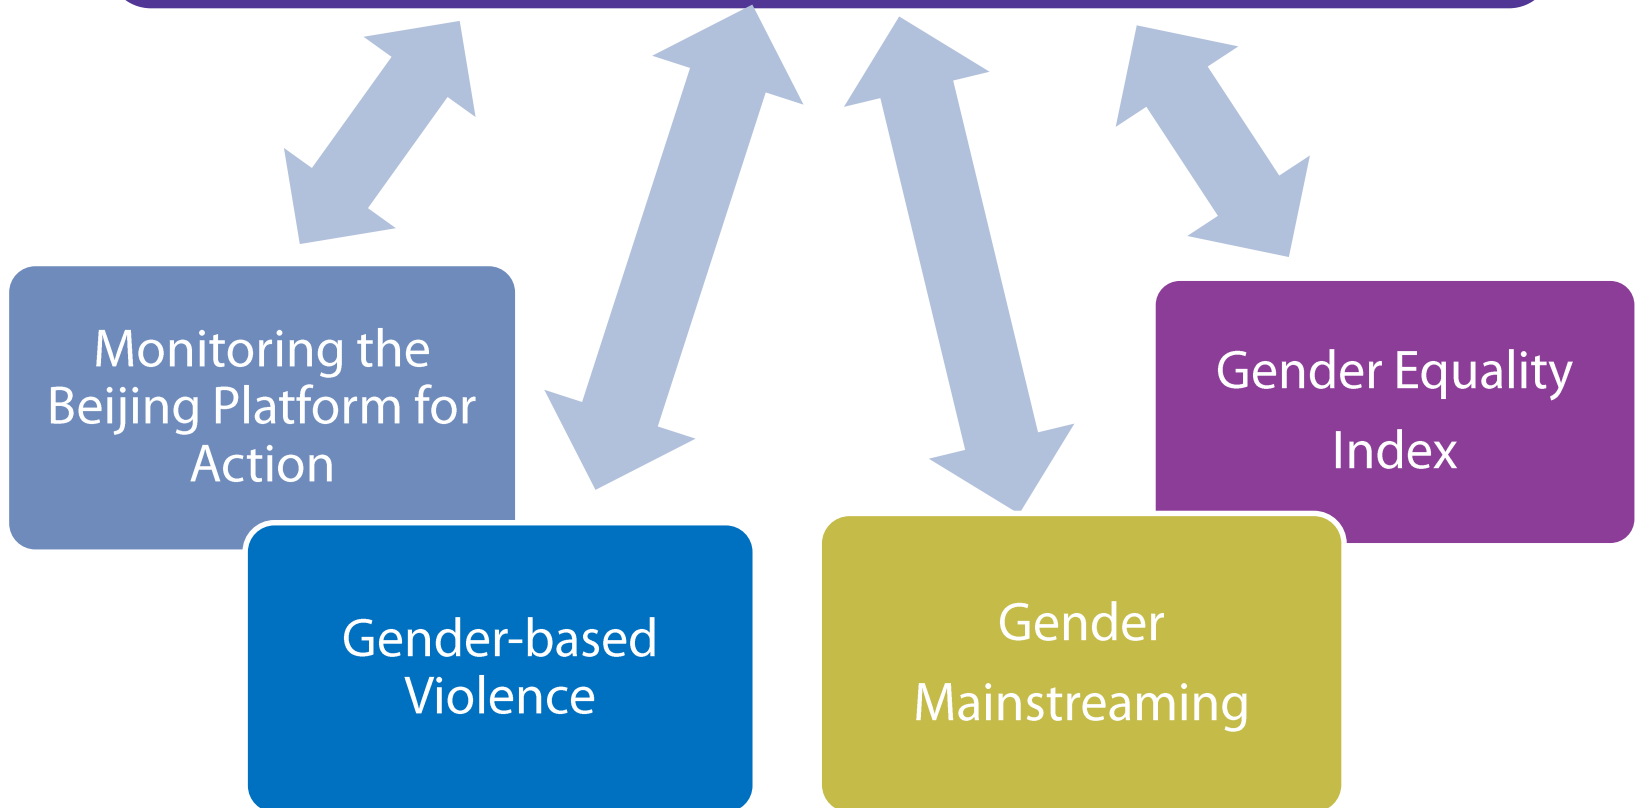 Monitoring the
Beijing Platform for
Action
Gender-based
Violence
Gender
Mainstreaming
Gender Equality
Index